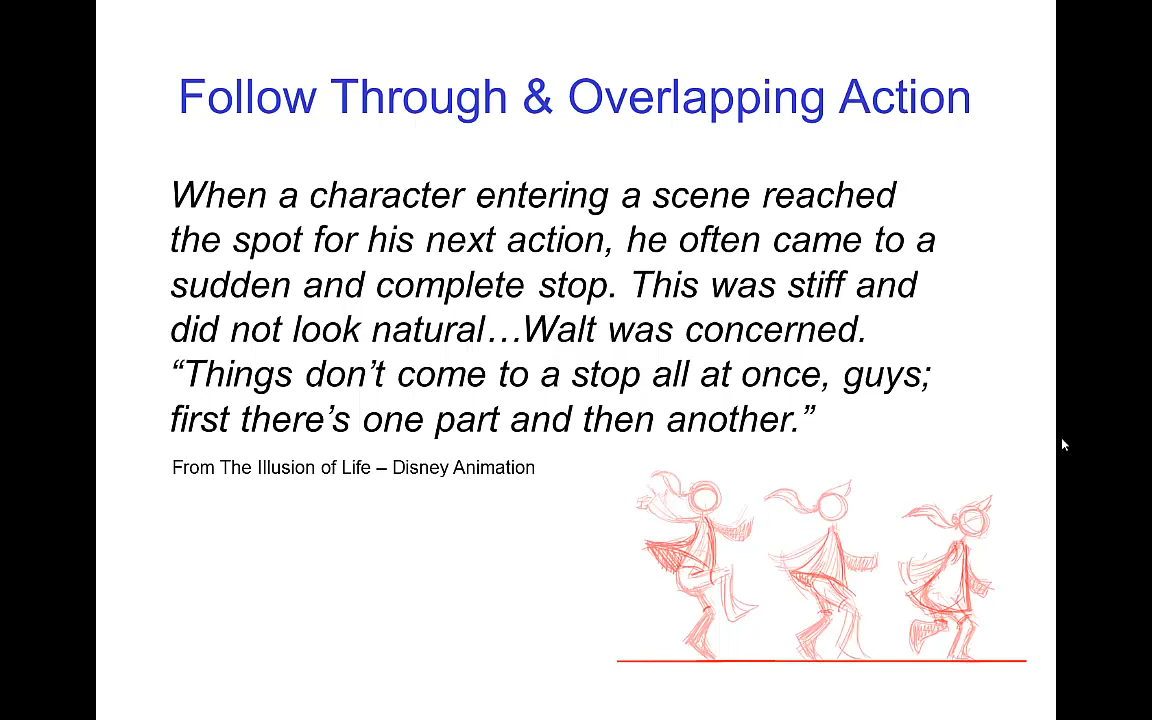 Follow Through & Overlapping Action
When a character entering a scene reached
the spot for his next action, he often came to a
sudden and complete stop. This was stiff and
did not look natural…Walt was concerned.
“Things don’t come to a stop all at once, guys;
first there’s one part and then another.”
From The Illusion of Life – Disney Animation